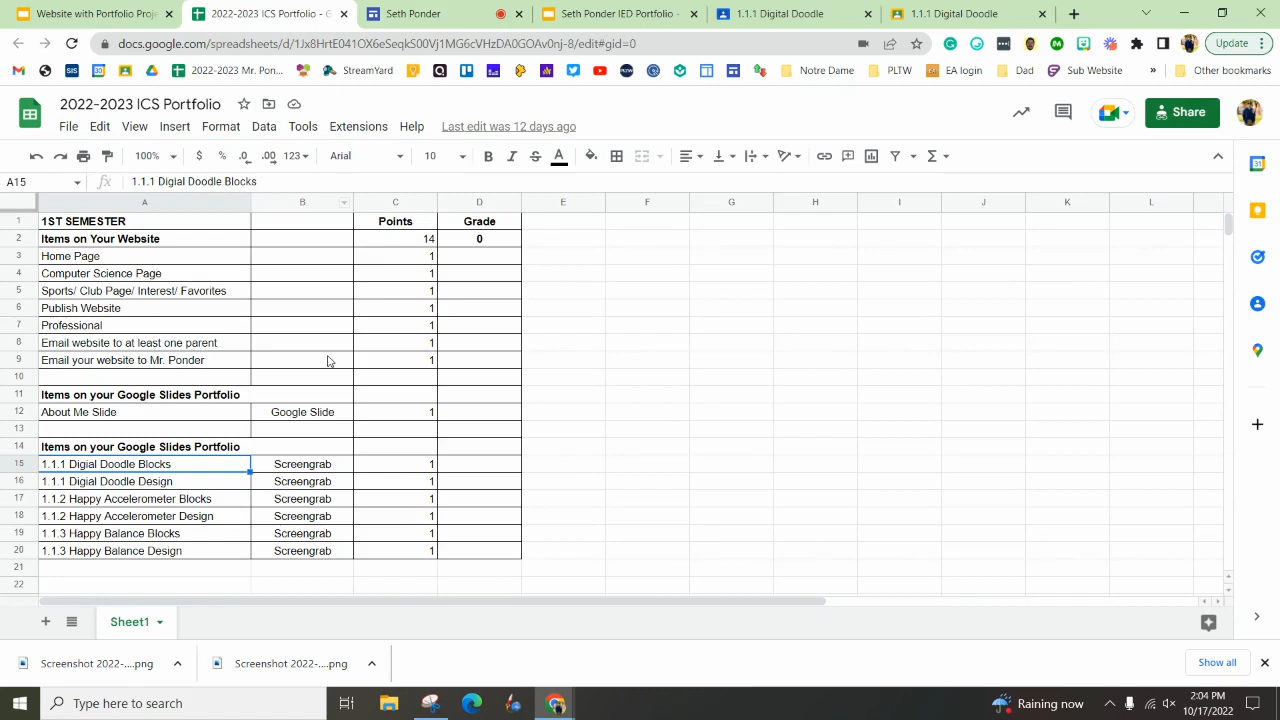 Website with Portfolio Proje
2022-2023 ICS Portfolio - G
Seth Ponder
Seth Ponder IED Portfolio -
1.1.1 Digital Doodle
1.1.1 Digital Doodle
Update
SIS
2022-2023 Mr. Pon...
StreamYard
Notre Dame
PLTW
EA login
Dad
Sub Website
»
Other bookmarks
2022-2023 ICS Portfolio
File Edit View Insert Format Data Tools Extensions Help Last edit was 12 days ago
Share
100% $ % .0 .00 123 Arial 10 B I S A
A15 fx 1.1.1 Digial Doodle Blocks
A B C D E F G H I J K L
1 1ST SEMESTER Points Grade
2 Items on Your Website 14 0
3 Home Page 1
4 Computer Science Page 1
5 Sports/ Club Page/ Interest/ Favorites 1
6 Publish Website 1
7 Professional 1
8 Email website to at least one parent 1
9 Email your website to Mr. Ponder 1
10
11 Items on your Google Slides Portfolio
12 About Me Slide Google Slide 1
13
14 Items on your Google Slides Portfolio
15 1.1.1 Digial Doodle Blocks Screengrab 1
16 1.1.1 Digial Doodle Design Screengrab 1
17 1.1.2 Happy Accelerometer Blocks Screengrab 1
18 1.1.2 Happy Accelerometer Design Screengrab 1
19 1.1.3 Happy Balance Blocks Screengrab 1
20 1.1.3 Happy Balance Design Screengrab 1
21
22
Sheet1
Screenshot 2022-....png
Screenshot 2022-....png
Show all
Type here to search
Raining now
2:04 PM
10/17/2022